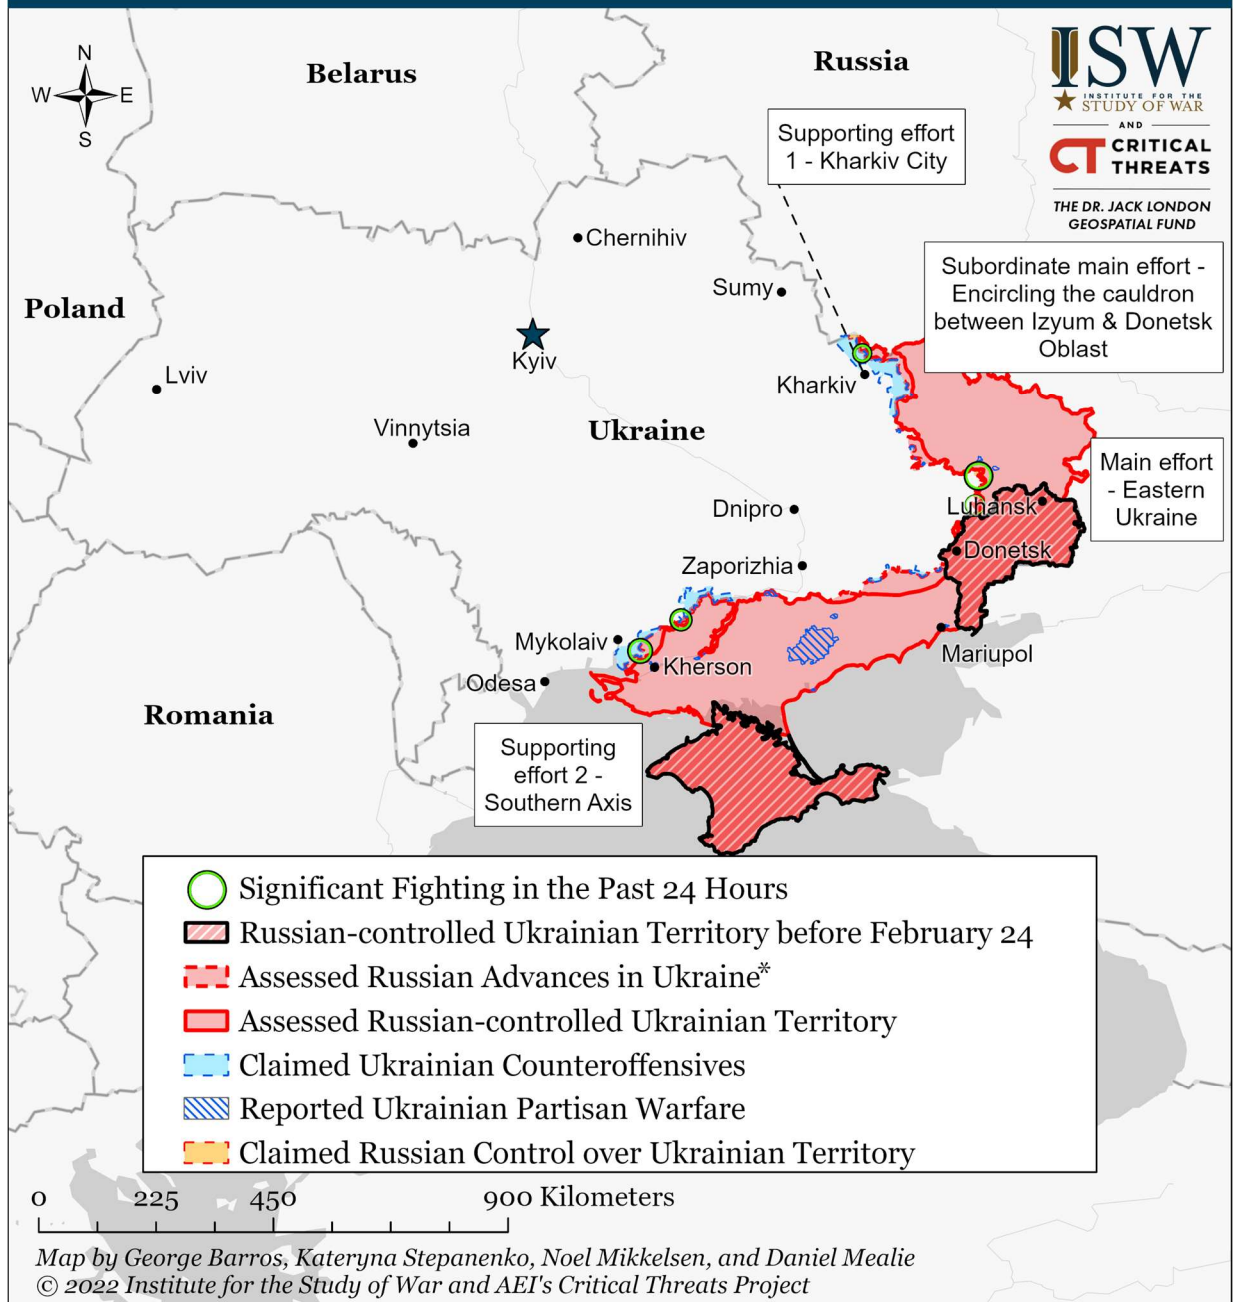 N
W
E
S
Belarus
Russia
ISW
INSTITUTE FOR THE
STUDY OF WAR
AND
CT CRITICAL
THREATS
THE DR. JACK LONDON
GEOSPATIAL FUND
Supporting effort
1 - Kharkiv City
Chernihiv
Sumy
Subordinate main effort -
Encircling the cauldron
between Izyum & Donetsk
Oblast
Poland
Kyiv
Lviv
Kharkiv
Vinnytsia
Ukraine
Main effort
- Eastern
Ukraine
Dnipro
Luhansk
Donetsk
Zaporizhia
Mykolaiv
Kherson
Mariupol
Odesa
Romania
Supporting
effort 2 -
Southern Axis
Significant Fighting in the Past 24 Hours
Russian-controlled Ukrainian Territory before February 24
Assessed Russian Advances in Ukraine*
Assessed Russian-controlled Ukrainian Territory
Claimed Ukrainian Counteroffensives
Reported Ukrainian Partisan Warfare
Claimed Russian Control over Ukrainian Territory
0 225 450 900 Kilometers
Map by George Barros, Kateryna Stepanenko, Noel Mikkelsen, and Daniel Mealie
© 2022 Institute for the Study of War and AEI's Critical Threats Project